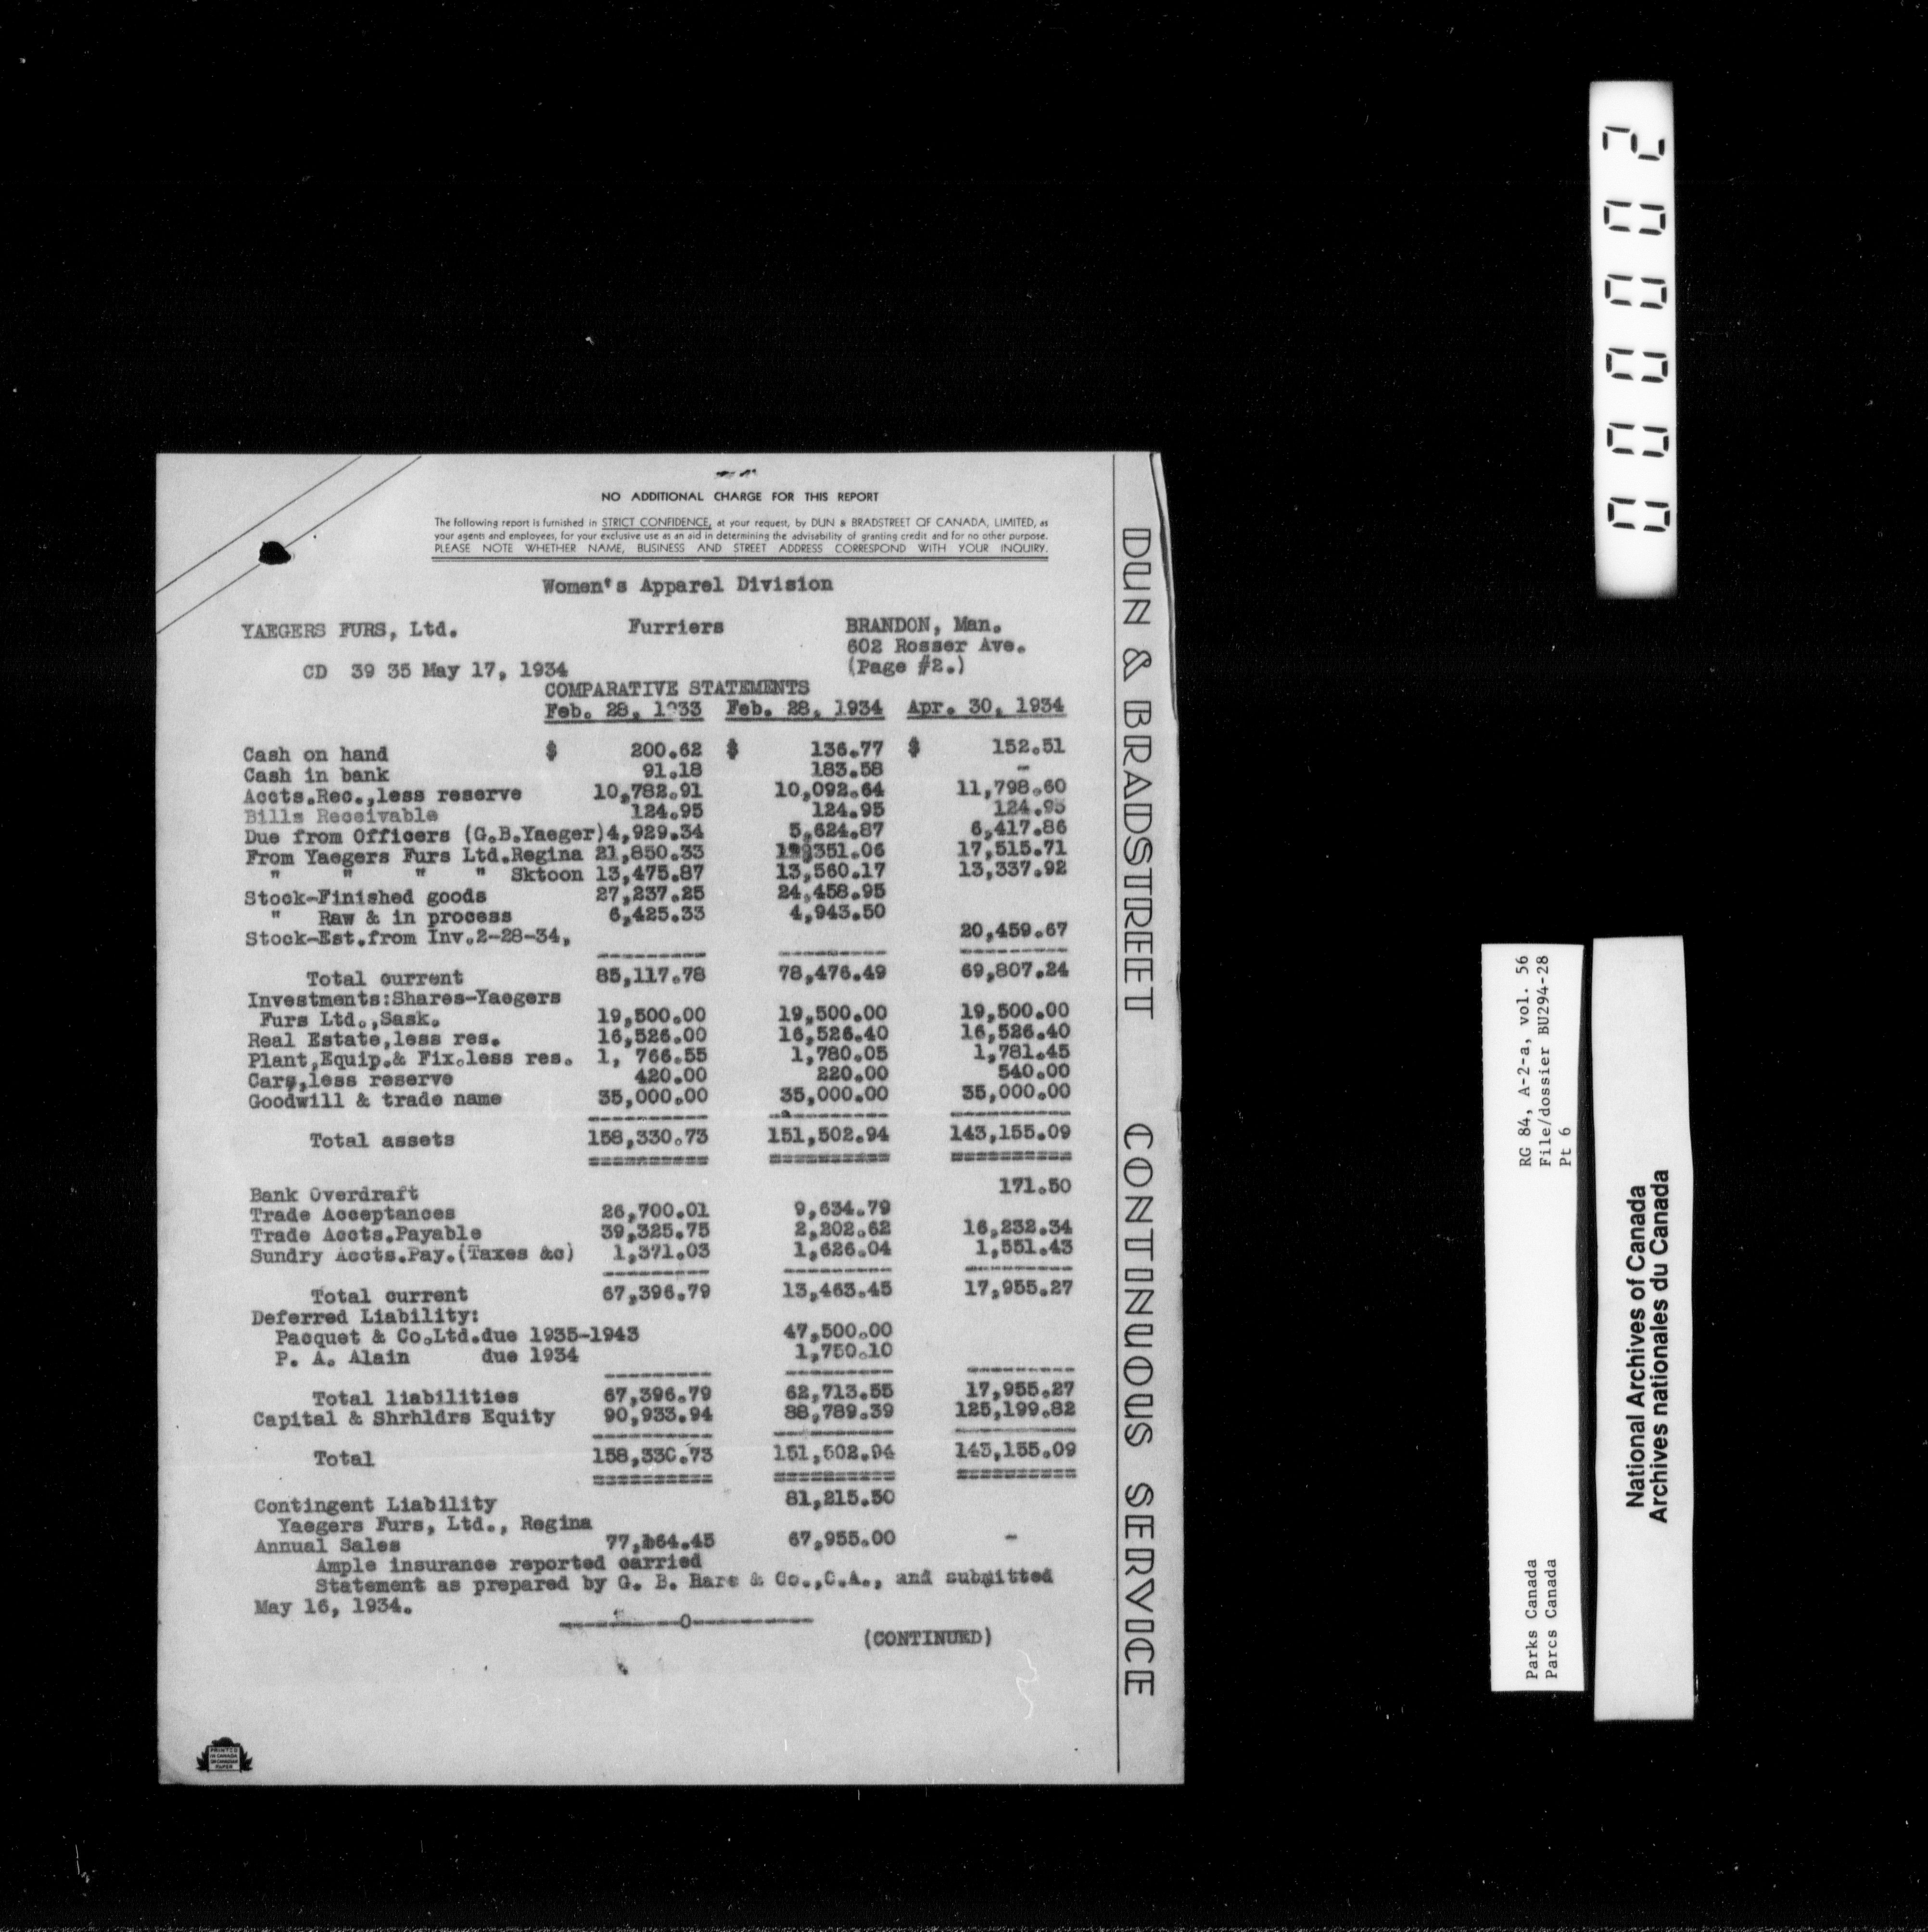 NO ADDITIONAL CHARGE FOR THIS REPORT
The following report is furnished in STRICT CONFIDENCE, at your request, by DUN & BRADSTREET OF CANADA, LIMITED, as
your agents and employees, for your exclusive use as an aid in determining the advisability of granting credit and for no other purpose.
PLEASE NOTE WHETHER NAME, BUSINESS AND STREET ADDRESS CORRESPOND WITH YOUR INQUIRY.
Women's Apparel Division
YAEGERS FURS, Ltd. Furriers BRANDON, Man.
602 Rosser Ave.
CD 39 35 May 17, 1934 (Page #2.)
COMPARATIVE STATEMENTS
Feb. 28, 1933 Feb. 28, 1934 Apr. 30, 1934
Cash on hand $ 200.62 $ 136.77 $ 152.51
Cash in bank 91.18 183.58 -
Accts.Rec.,less reserve 10,782.91 10,092.64 11,798.60
Bills Receivable 124.95 124.95 124.95
Due from Officers (G.B.Yaeger)4,929.34 5,624.87 6,417.86
From Yaegers Furs Ltd.Regina 21,850.33 351.06 17,515.71
" " " " Sktoon 13,475.87 13,560.17 13,337.92
Stock-Finished goods 27,237.25 24,458.95
" Raw & in process 6,425.33 4,943.50
Stock-Est.from Inv.2-28-34, 20,459.67
---------- ---------- ----------
Total current 85,117.78 78,476.49 69,807.24
Investments:Shares-Yaegers
Furs Ltd.,Sask. 19,500.00 19,500.00 19,500.00
Real Estate,less res. 16,526.00 16,526.40 16,526.40
Plant,Equip.& Fix.less res. 1, 766.55 1,780.05 1,781.45
Cars,less reserve 420.00 220.00 540.00
Goodwill & trade name 35,000.00 35,000.00 35,000.00
---------- ---------- ----------
Total assets 158,330.73 151,502.94 143,155.09
========== ========== ==========
Bank Overdraft 171.50
Trade Acceptances 26,700.01 9,634.79
Trade Accts.Payable 39,325.75 2,202.62 16,232.34
Sundry Accts.Pay.(Taxes &c) 1,371.03 1,626.04 1,551.43
---------- ---------- ----------
Total current 67,396.79 13,463.45 17,955.27
Deferred Liability:
Pacquet & Co.Ltd.due 1935-1943 47,500.00
P. A. Alain due 1934 1,750.10
---------- ---------- ----------
Total liabilities 67,396.79 62,713.55 17,955.27
Capital & Shrhldrs Equity 90,933.94 88,789.39 125,199.82
---------- ---------- ----------
Total 158,330.73 151,502.94 143,155.09
========== ========== ==========
Contingent Liability 81,215.50
Yaegers Furs, Ltd., Regina
Annual Sales 77,164.45 67,955.00 -
Ample insurance reported carried
Statement as prepared by G. B. Rare & Co.,C.A., and submitted
May 16, 1934.
----------0----------
(CONTINUED)
PRINTED
IN CANADA
ON CANADIAN
PAPER
DUN & BRADSTREET CONTINUOUS SERVICE
000002
RG 84, A-2-a, vol. 56
File/dossier BU294-28
Pt 6
Parks Canada
Parcs Canada
National Archives of Canada
Archives nationales du Canada